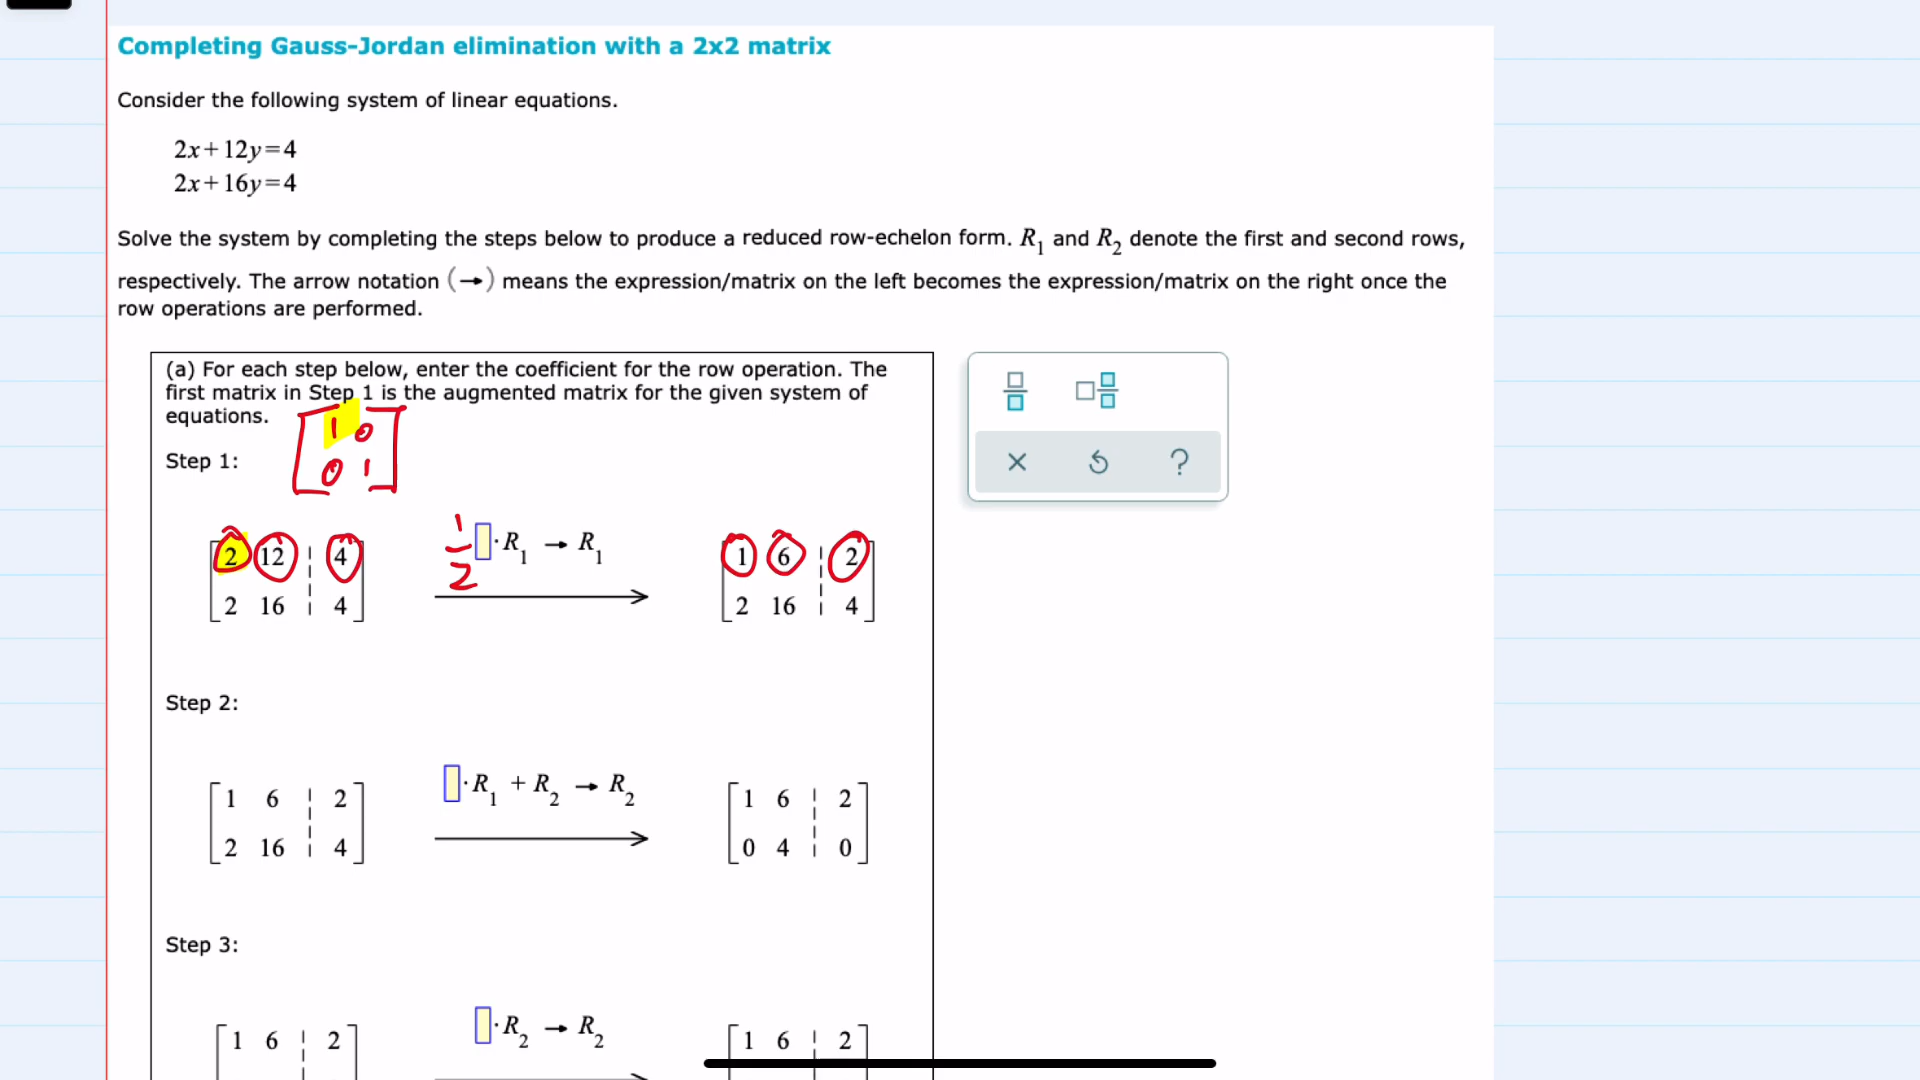 Completing Gauss-Jordan elimination with a 2x2 matrix
Consider the following system of linear equations.
2x+12y=4
2x+16y=4
Solve the system by completing the steps below to produce a reduced row-echelon form. R₁ and R₂ denote the first and second rows,
respectively. The arrow notation (→) means the expression/matrix on the left becomes the expression/matrix on the right once the
row operations are performed.
(a) For each step below, enter the coefficient for the row operation. The
first matrix in Step 1 is the augmented matrix for the given system of
equations.
1 0
0 1
Step 1:
2 12 ¦ 4
2 16 ¦ 4
1/2 □·R₁ → R₁
1 6 ¦ 2
2 16 ¦ 4
Step 2:
1 6 ¦ 2
2 16 ¦ 4
□·R₁ + R₂ → R₂
1 6 ¦ 2
0 4 ¦ 0
Step 3:
1 6 ¦ 2
□·R₂ → R₂
1 6 ¦ 2
× ?